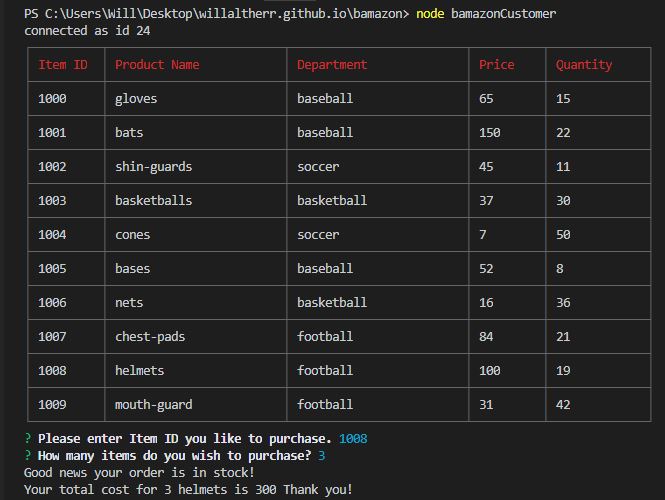 PS C:\Users\Will\Desktop\willaltherr.github.io\bamazon> node bamazonCustomer
connected as id 24
Item ID Product Name Department Price Quantity
1000 gloves baseball 65 15
1001 bats baseball 150 22
1002 shin-guards soccer 45 11
1003 basketballs basketball 37 30
1004 cones soccer 7 50
1005 bases baseball 52 8
1006 nets basketball 16 36
1007 chest-pads football 84 21
1008 helmets football 100 19
1009 mouth-guard football 31 42
? Please enter Item ID you like to purchase. 1008
? How many items do you wish to purchase? 3
Good news your order is in stock!
Your total cost for 3 helmets is 300 Thank you!